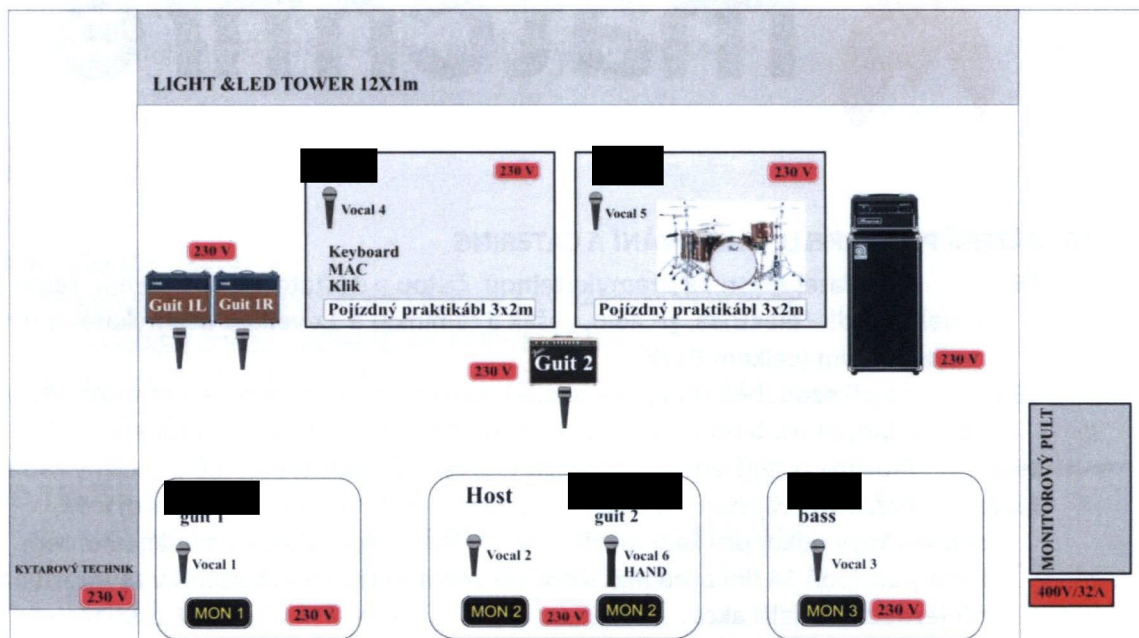 LIGHT &LED TOWER 12X1m
230 V
230 V
Vocal 4
Vocal 5
Keyboard
MAC
Klik
Pojízdný praktikábl 3x2m
Pojízdný praktikábl 3x2m
230 V
Guit 1L
Guit 1R
230 V
Guit 2
230 V
MONITOROVÝ PULT
400V/32A
KYTAROVÝ TECHNIK
230 V
guit 1
Vocal 1
MON 1
230 V
Host
guit 2
Vocal 2
Vocal 6
HAND
MON 2
230 V
MON 2
bass
Vocal 3
MON 3
230 V